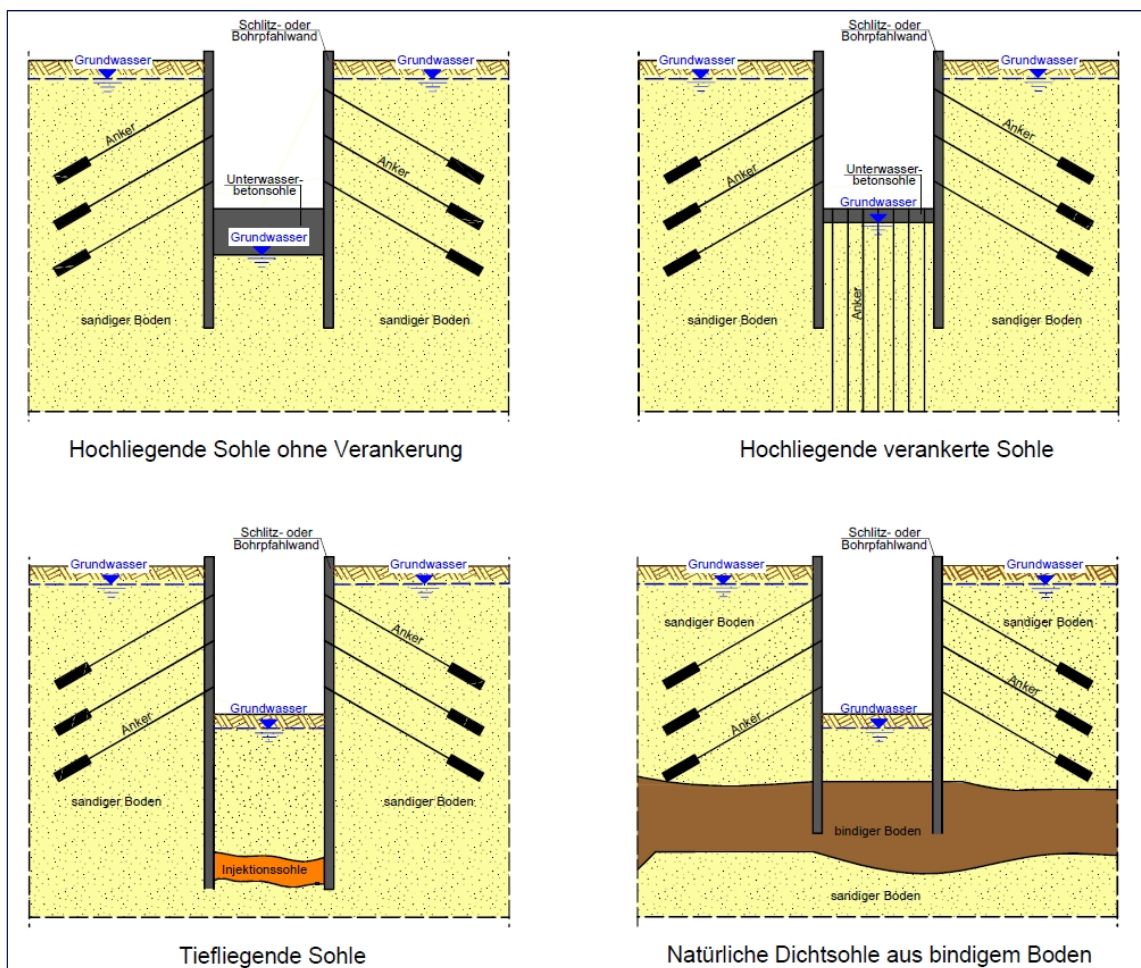 Schlitz- oder
Bohrpfahlwand
Grundwasser
Grundwasser
Anker
Anker
Unterwasser-
betonsohle
Grundwasser
sandiger Boden
sandiger Boden
Hochliegende Sohle ohne Verankerung
Schlitz- oder
Bohrpfahlwand
Grundwasser
Grundwasser
Anker
Anker
Unterwasser-
betonsohle
Grundwasser
Anker
sandiger Boden
sandiger Boden
Hochliegende verankerte Sohle
Schlitz- oder
Bohrpfahlwand
Grundwasser
Grundwasser
Anker
Anker
Grundwasser
sandiger Boden
sandiger Boden
Injektionssohle
Tiefliegende Sohle
Schlitz- oder
Bohrpfahlwand
Grundwasser
Grundwasser
sandiger Boden
sandiger Boden
Anker
Anker
Grundwasser
bindiger Boden
sandiger Boden
Natürliche Dichtsohle aus bindigem Boden